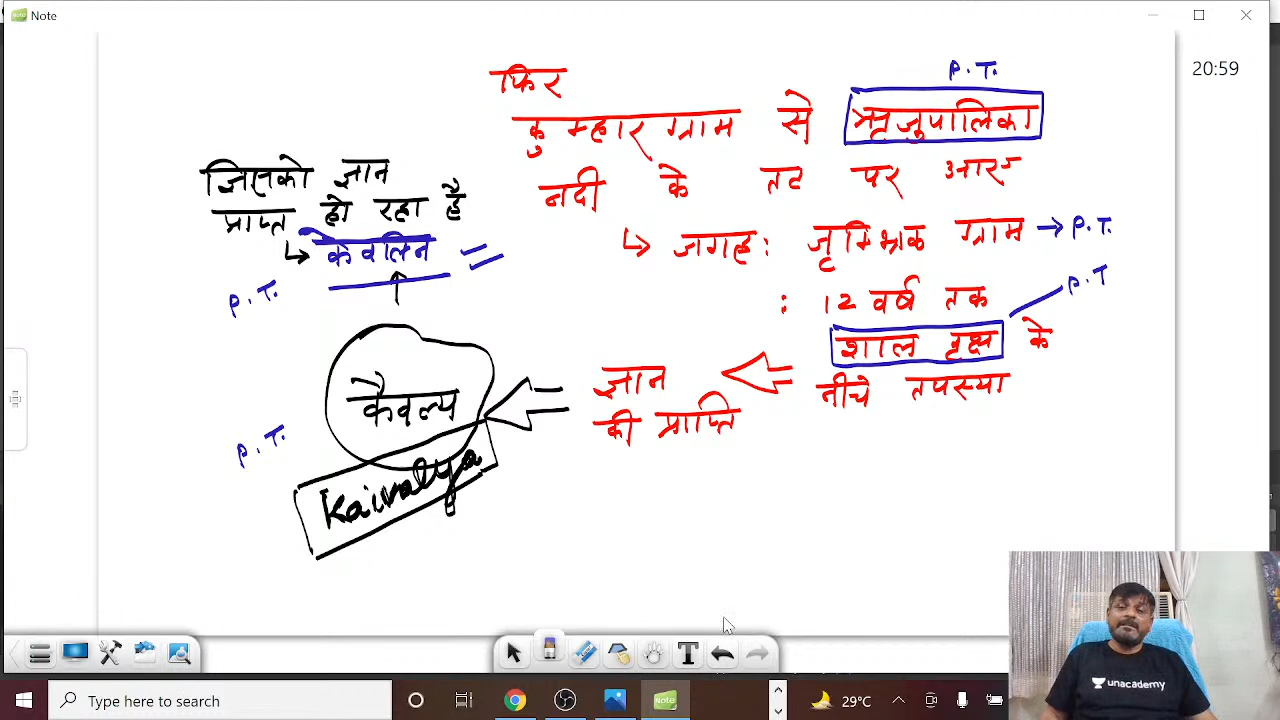 Note
20:59
P.T.
फिर
कुम्हार ग्राम से ऋजुपालिका
नदी के तट पर आए
↳ जगह: जृम्भिक ग्राम → P.T.
: 12 वर्ष तक
P.T
शाल वृक्ष के
नीचे तपस्या
ज्ञान
की प्राप्ति
जिसको ज्ञान
प्राप्त हो रहा है
↳ केवलिन
P.T.
कैवल्य
P.T.
Kaivalya
unacademy
T
Type here to search
29°C